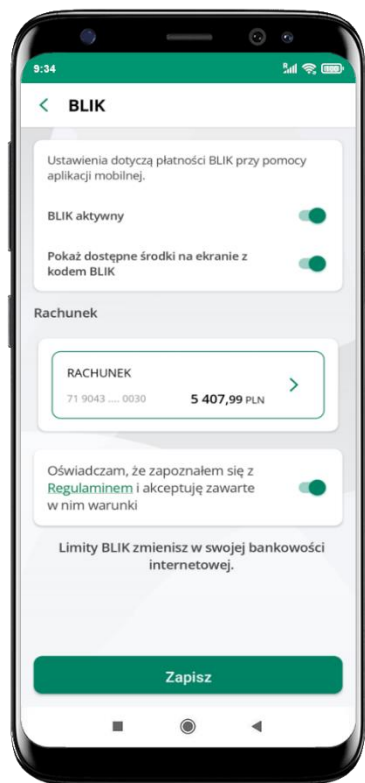 9:34
BLIK
Ustawienia dotyczą płatności BLIK przy pomocy
aplikacji mobilnej.
BLIK aktywny
Pokaż dostępne środki na ekranie z
kodem BLIK
Rachunek
RACHUNEK
71 9043 .... 0030 5 407,99 PLN
Oświadczam, że zapoznałem się z
Regulaminem i akceptuję zawarte
w nim warunki
Limity BLIK zmienisz w swojej bankowości
internetowej.
Zapisz